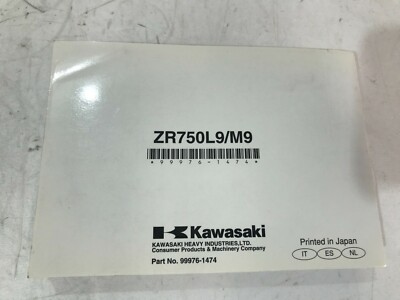 ZR750L9/M9
*99976-1474*
Kawasaki
KAWASAKI HEAVY INDUSTRIES,LTD.
Consumer Products & Machinery Company
Part No. 99976-1474
Printed in Japan
IT ES NL